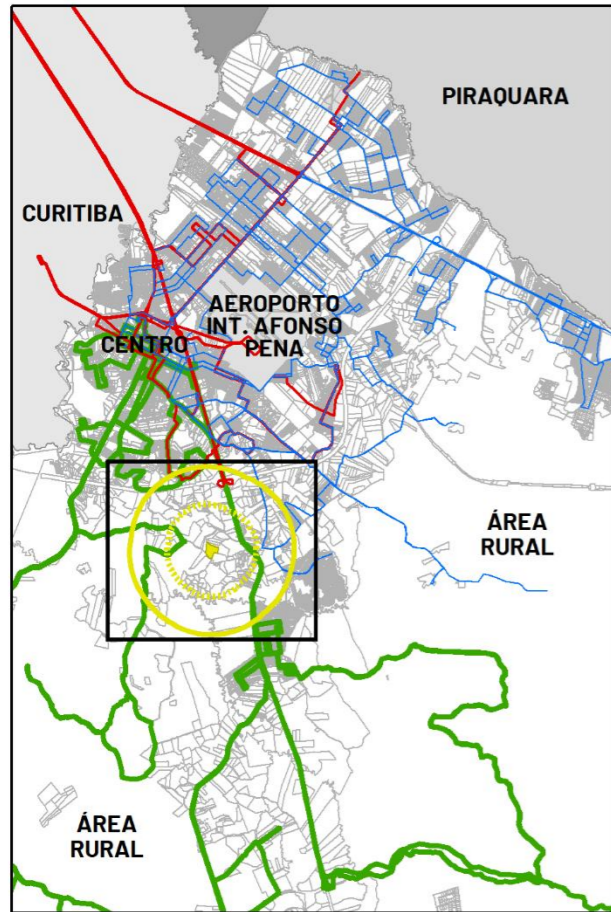 PIRAQUARA
CURITIBA
AEROPORTO
INT. AFONSO
PENA
CENTRO
ÁREA
RURAL
ÁREA
RURAL